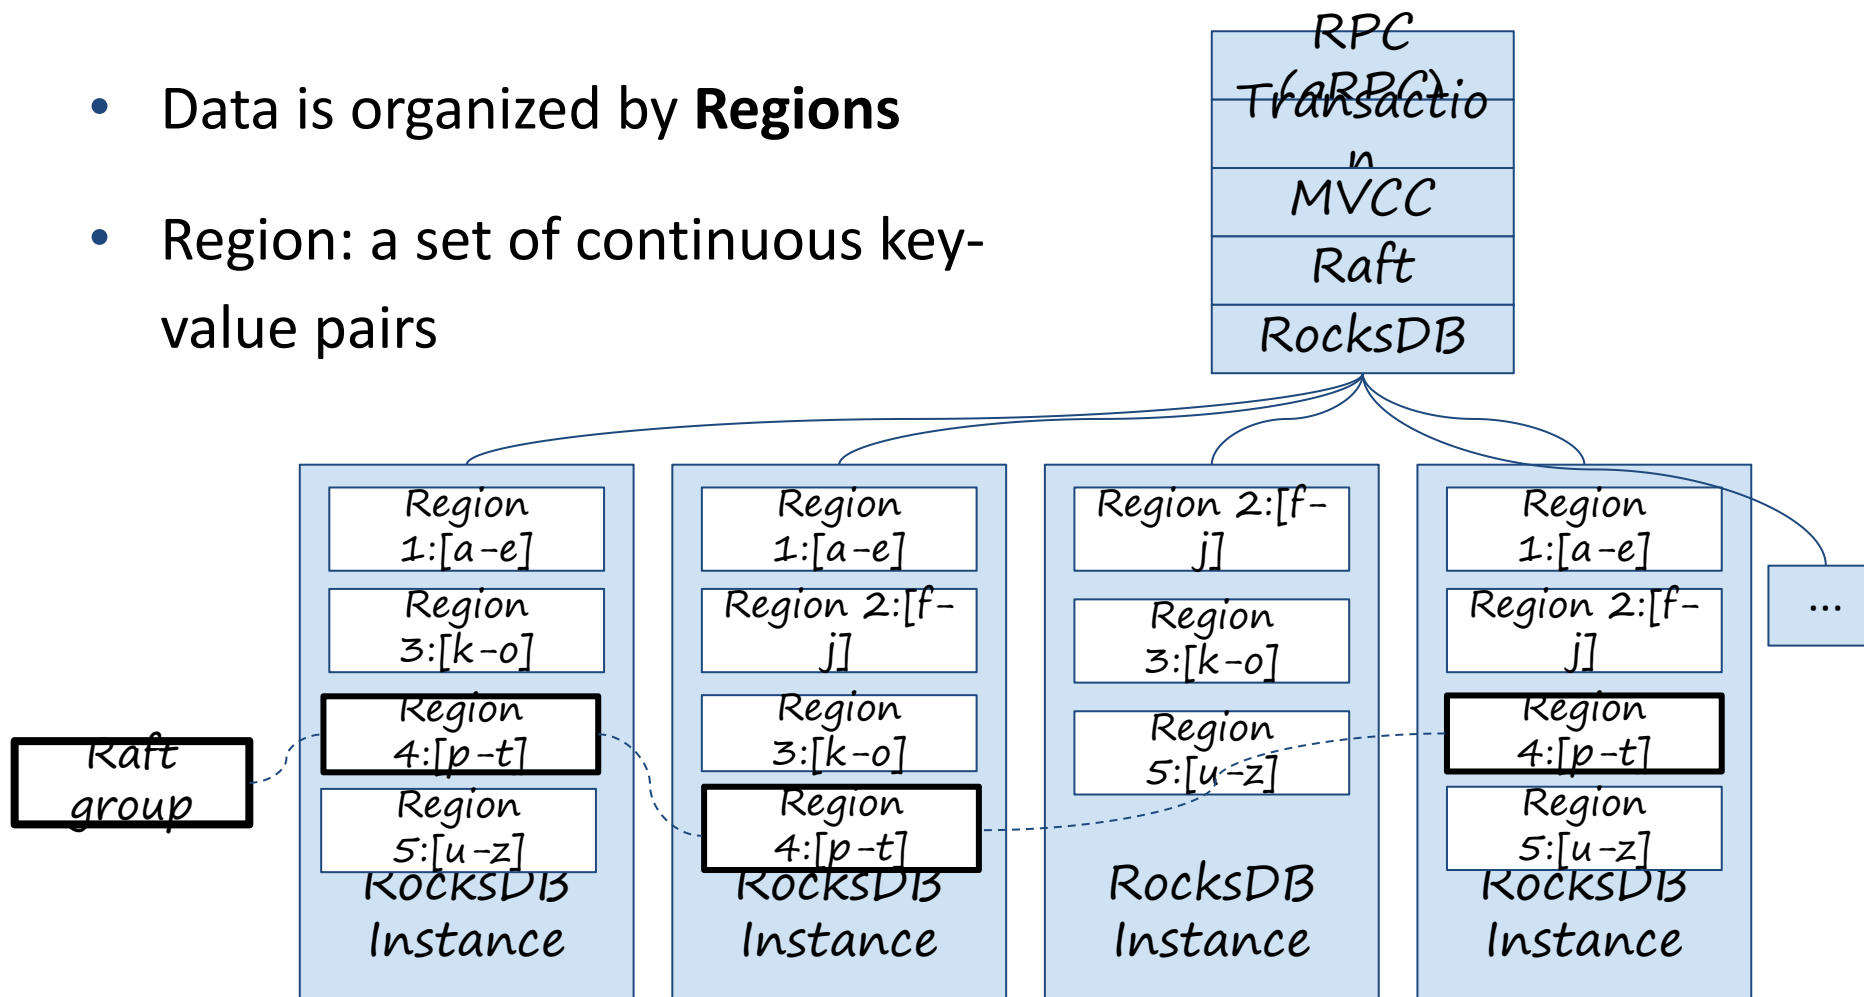 • Data is organized by Regions
• Region: a set of continuous key-
value pairs
RPC
(gRPC)
Transactio
n
MVCC
Raft
RocksDB
Region
1:[a-e]
Region
3:[k-o]
Region
4:[p-t]
Region
5:[u-z]
RocksDB
Instance
Region
1:[a-e]
Region 2:[f-
j]
Region
3:[k-o]
Region
4:[p-t]
RocksDB
Instance
Region 2:[f-
j]
Region
3:[k-o]
Region
5:[u-z]
RocksDB
Instance
Region
1:[a-e]
Region 2:[f-
j]
Region
4:[p-t]
Region
5:[u-z]
RocksDB
Instance
...
Raft
group